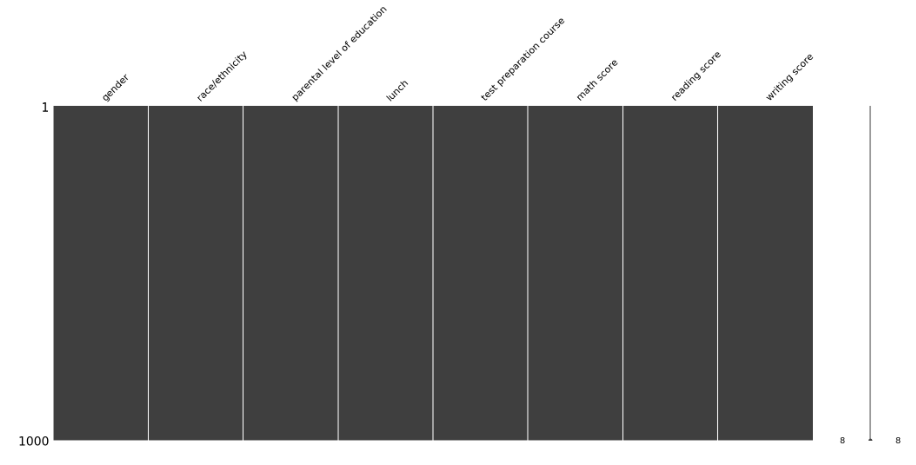 gender
race/ethnicity
parental level of education
lunch
test preparation course
math score
reading score
writing score
1
1000
8
8